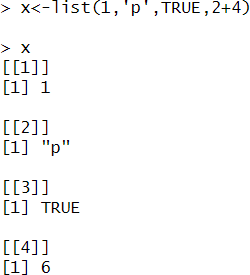 > x<-list(1,'p',TRUE,2+4)
> x
[[1]]
[1] 1
[[2]]
[1] "p"
[[3]]
[1] TRUE
[[4]]
[1] 6